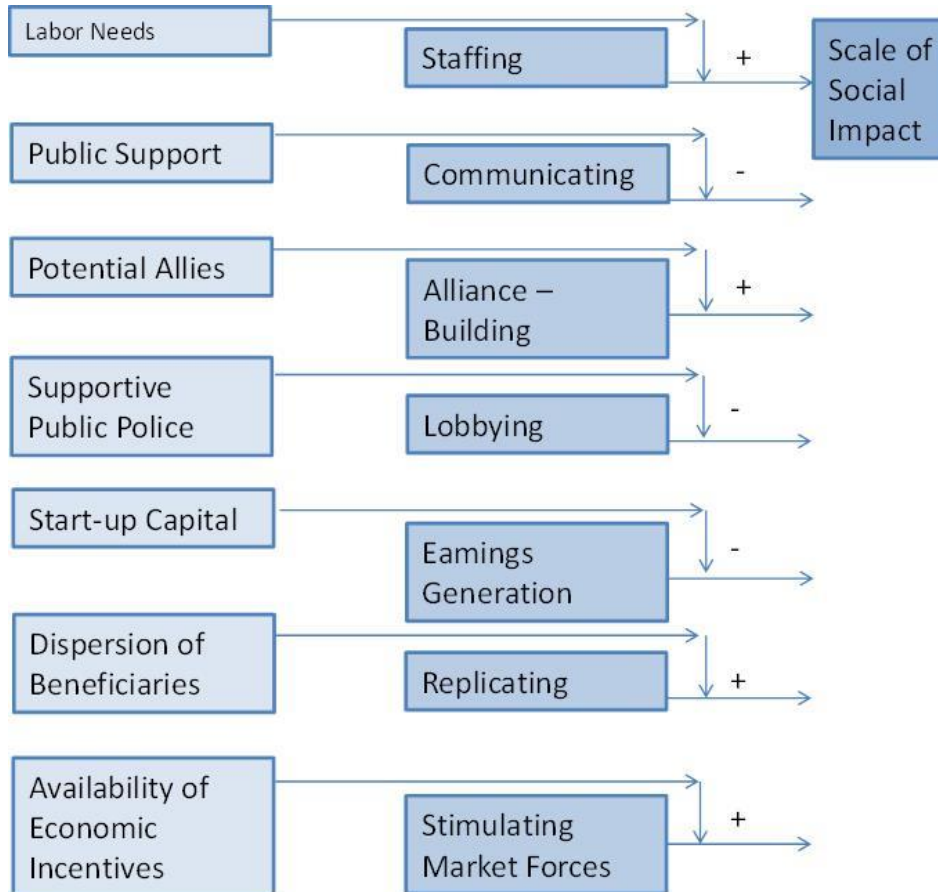 Labor Needs
Staffing
+
Scale of
Social
Impact
Public Support
Communicating
-
Potential Allies
Alliance –
Building
+
Supportive
Public Police
Lobbying
-
Start-up Capital
Eamings
Generation
-
Dispersion of
Beneficiaries
Replicating
+
Availability of
Economic
Incentives
Stimulating
Market Forces
+